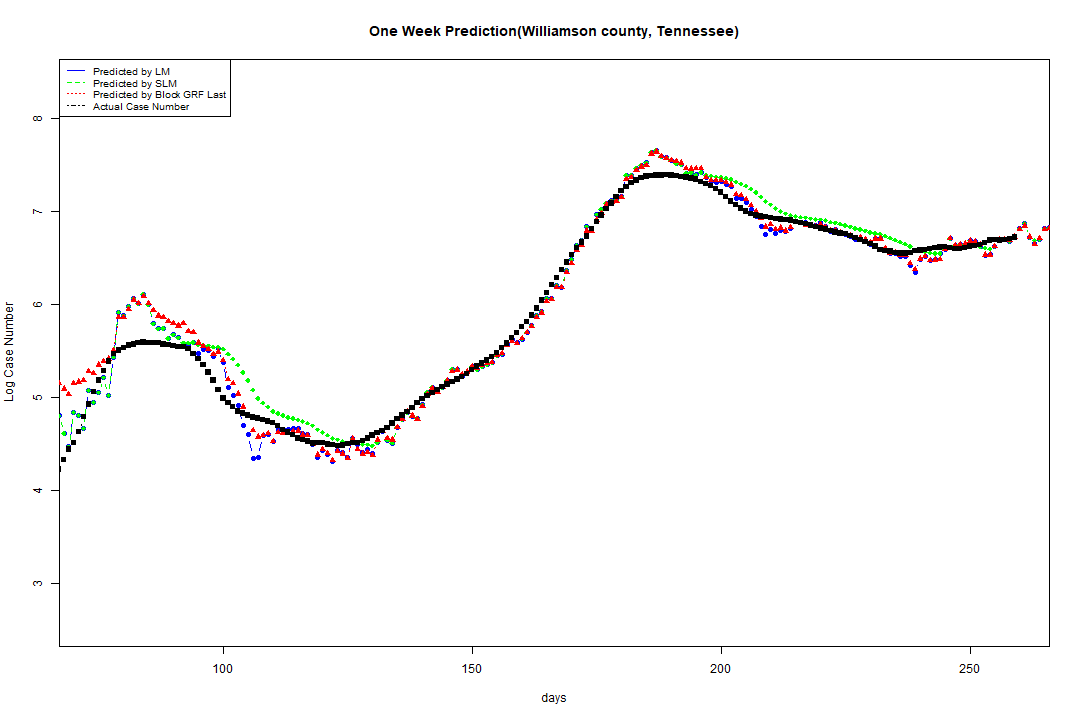 One Week Prediction(Williamson county, Tennessee)
Predicted by LM
Predicted by SLM
Predicted by Block GRF Last
Actual Case Number
Log Case Number
8
7
6
5
4
3
100
150
200
250
days